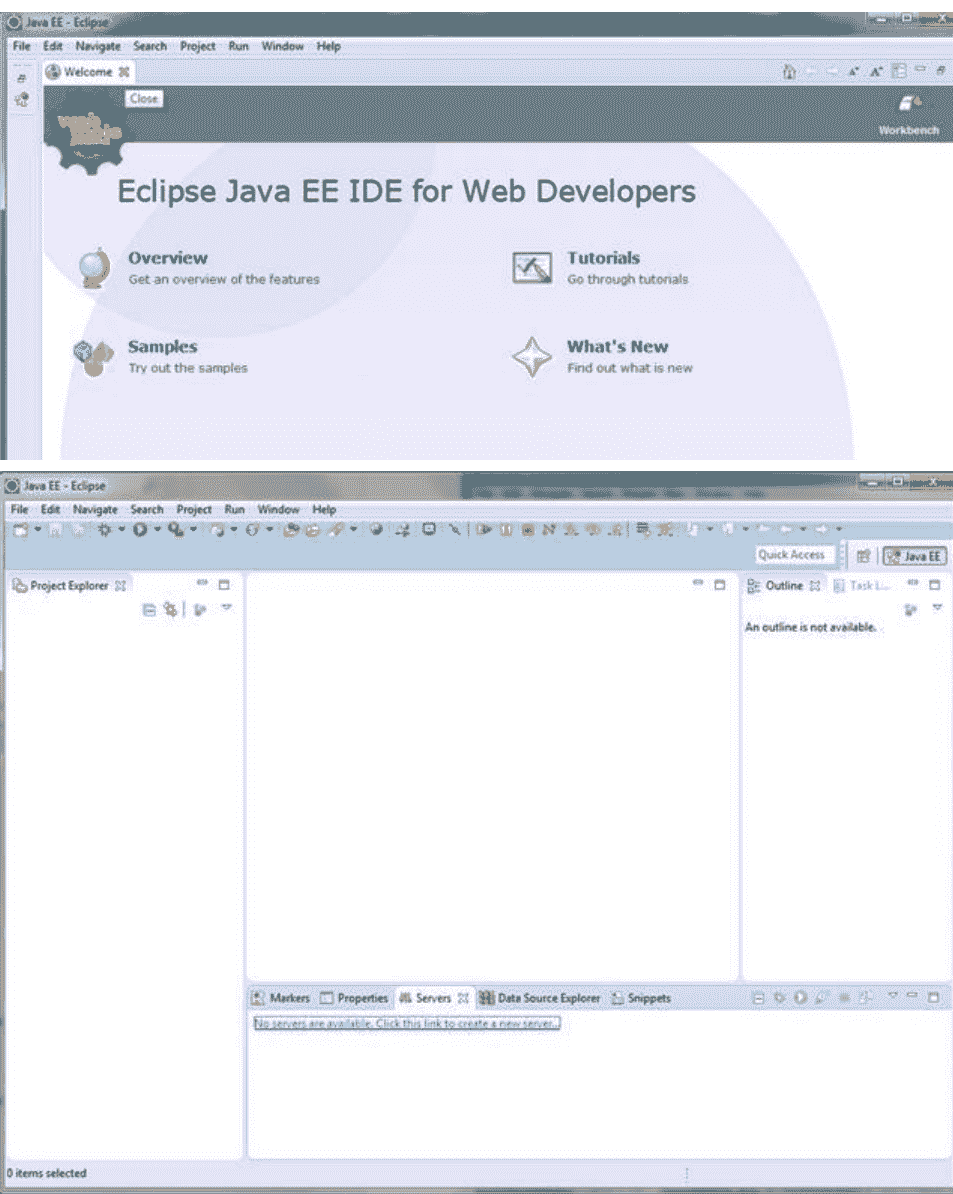 Java EE - Eclipse
File Edit Navigate Search Project Run Window Help
Welcome
Close
Workbench
Eclipse Java EE IDE for Web Developers
Overview
Get an overview of the features
Tutorials
Go through tutorials
Samples
Try out the samples
What's New
Find out what is new
Java EE - Eclipse
File Edit Navigate Search Project Run Window Help
Quick Access Java EE
Project Explorer
Outline Task L...
An outline is not available.
Markers Properties Servers Data Source Explorer Snippets
No servers are available. Click this link to create a new server...
0 items selected